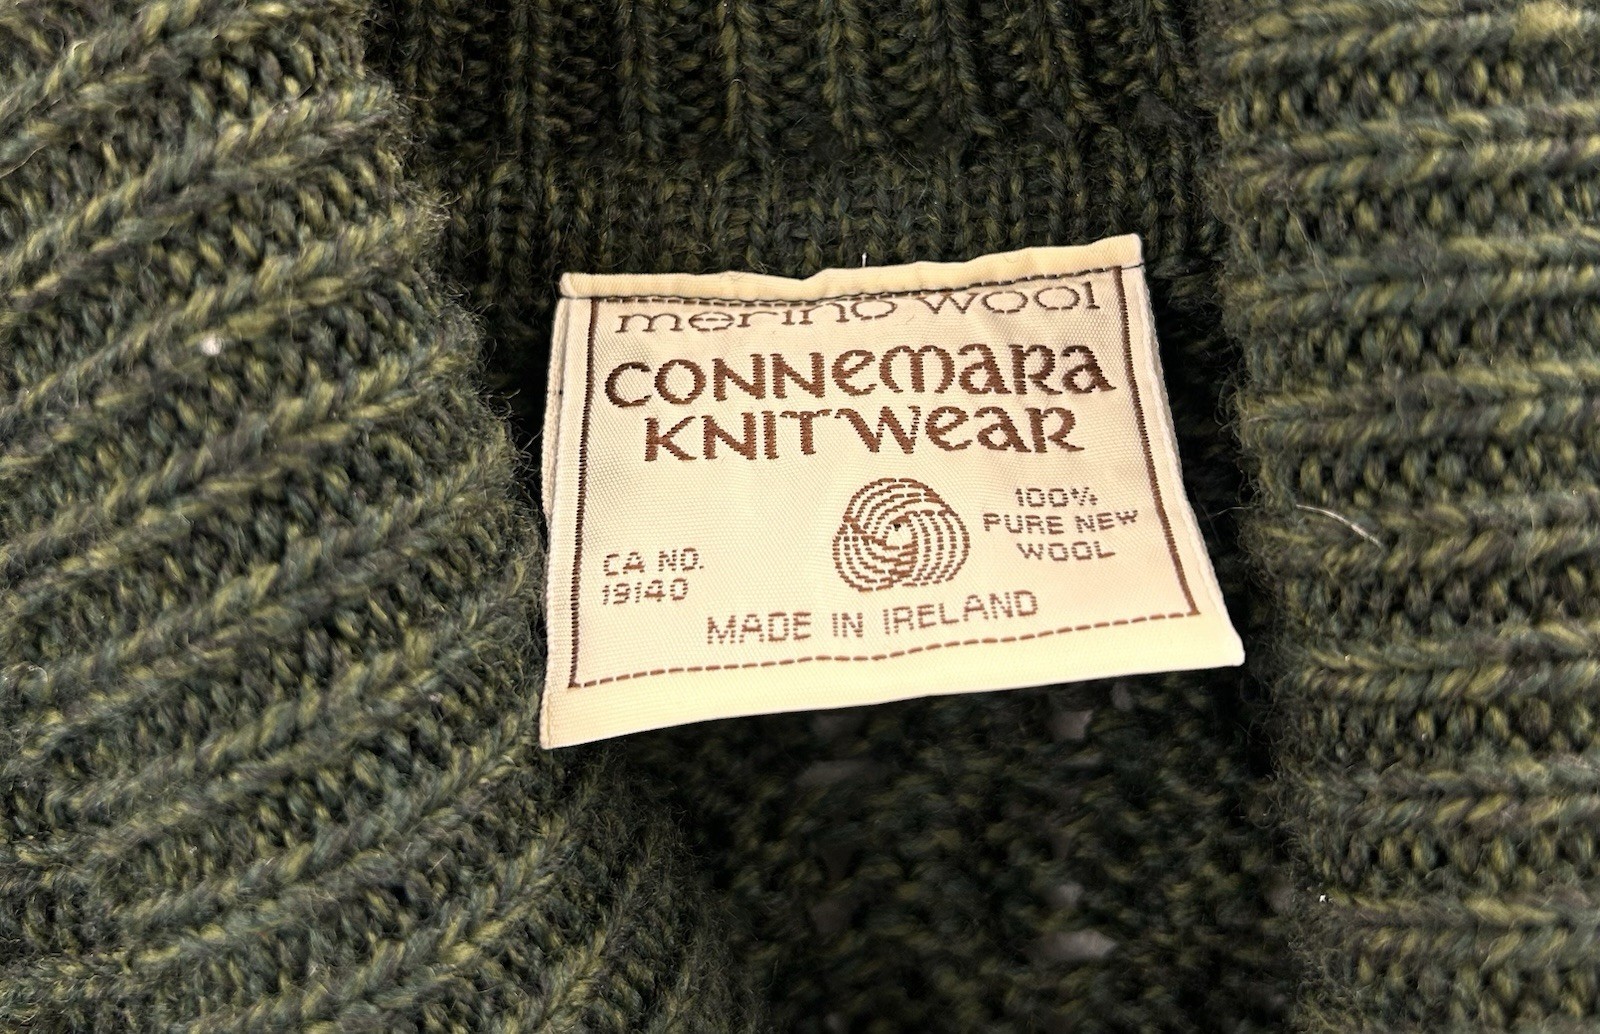 merino wool
CONNEMARA
KNITWEAR
100%
PURE NEW
WOOL
CA NO.
19140
MADE IN IRELAND